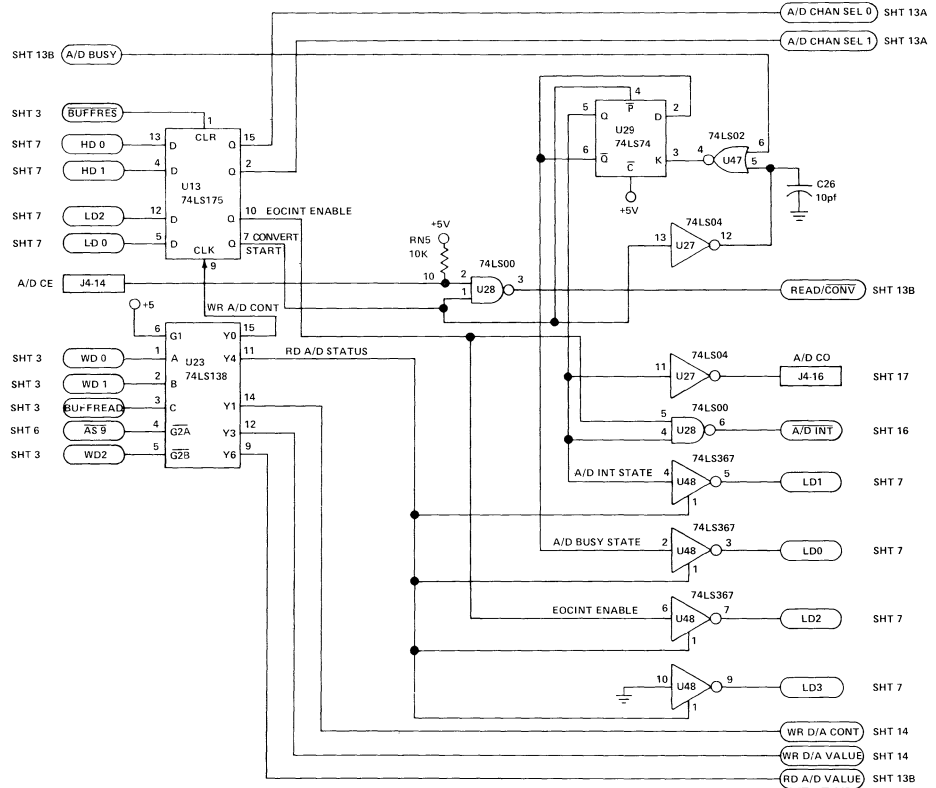 A/D CHAN SEL 0 SHT 13A
A/D CHAN SEL 1 SHT 13A
SHT 13B A/D BUSY
SHT 3 BUFFRES 1
CLR
SHT 7 HD 0 13 D Q 15
SHT 7 HD 1 4 D Q 2
U13
74LS175
SHT 7 LD2 12 D Q 10 EOCINT ENABLE
SHT 7 LD 0 5 D Q 7 CONVERT
START
CLK
9
4
P
5 Q D 2
U29
74LS74
6 Q K 3
C
+5V
74LS02
4 U47 6
5
C26
10pf
74LS04
13 U27 12
+5V
RN5
10K
10
74LS00
2
1
U28 3
READ/CONV SHT 13B
A/D CE J4-14
WR A/D CONT
+5
6 G1 Y0 15
U23
74LS138
SHT 3 WD 0 1 A Y4 11 RD A/D STATUS
SHT 3 WD 1 2 B
SHT 3 BUFFREAD 3 C Y1 14
SHT 6 AS 9 4 G2A Y3 12
SHT 3 WD2 5 G2B Y6 9
74LS04
11 U27
A/D CO
J4-16 SHT 17
74LS00
5
4
U28 6
A/D INT SHT 16
74LS367
A/D INT STATE 4 U48 5 LD1 SHT 7
1
74LS367
A/D BUSY STATE 2 U48 3 LD0 SHT 7
1
74LS367
EOCINT ENABLE 6 U48 7 LD2 SHT 7
1
10 U48 9 LD3 SHT 7
1
WR D/A CONT SHT 14
WR D/A VALUE SHT 14
RD A/D VALUE SHT 13B